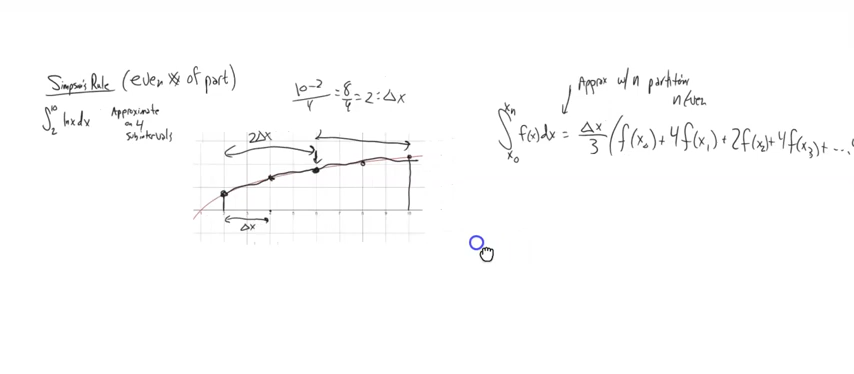 Simpson's Rule (even # of part)
∫₂¹⁰ lnx dx
Approximate
on 4
Subintervals
10-2/4 = 8/4 = 2 = Δx
2Δx
Δx
Approx w/ n partition
n even
∫ₓ₀ˣⁿ f(x)dx = Δx/3 (f(x₀) + 4f(x₁) + 2f(x₂) + 4f(x₃) + ....